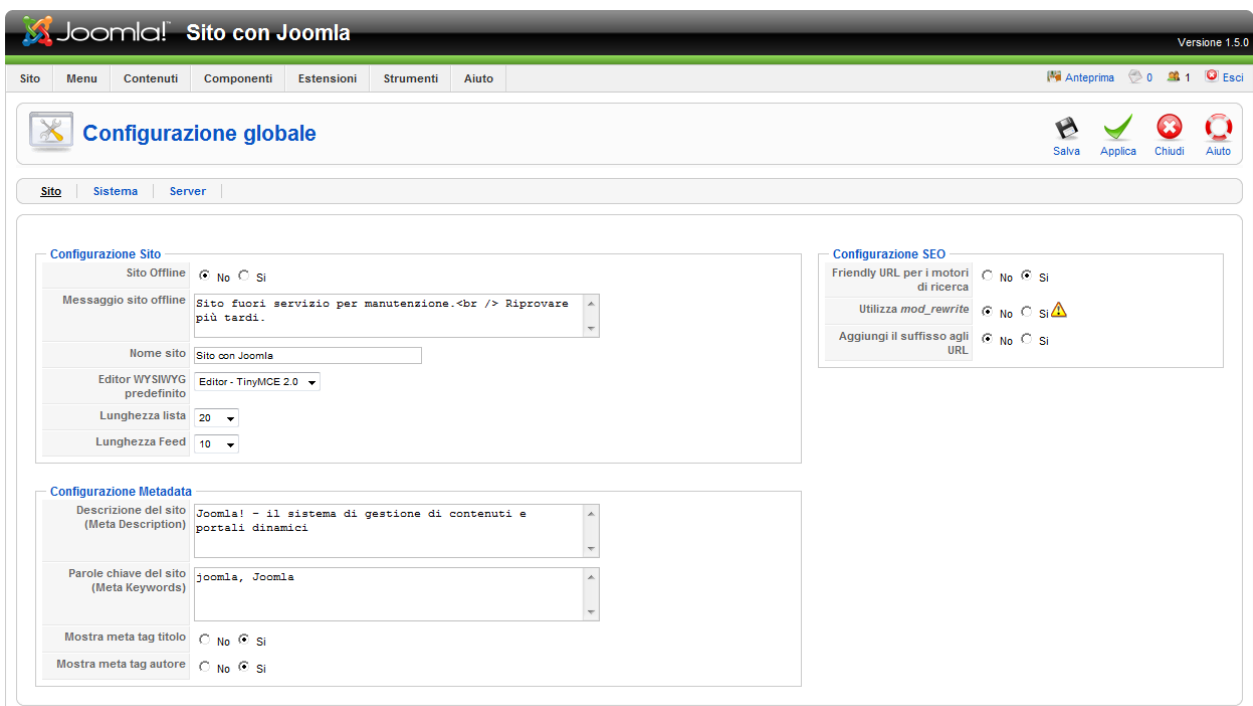 Joomla!™ Sito con Joomla
Versione 1.5.0
Sito Menu Contenuti Componenti Estensioni Strumenti Aiuto Anteprima 0 1 Esci
Configurazione globale
Salva Applica Chiudi Aiuto
Sito Sistema Server
Configurazione Sito
Sito Offline No Si
Messaggio sito offline
Sito fuori servizio per manutenzione.<br /> Riprovare
più tardi.
Nome sito Sito con Joomla
Editor WYSIWYG
predefinito
Editor - TinyMCE 2.0
Lunghezza lista 20
Lunghezza Feed 10
Configurazione SEO
Friendly URL per i motori
di ricerca
No Si
Utilizza mod_rewrite No Si
Aggiungi il suffisso agli
URL
No Si
Configurazione Metadata
Descrizione del sito
(Meta Description)
Joomla! - il sistema di gestione di contenuti e
portali dinamici
Parole chiave del sito
(Meta Keywords)
joomla, Joomla
Mostra meta tag titolo No Si
Mostra meta tag autore No Si